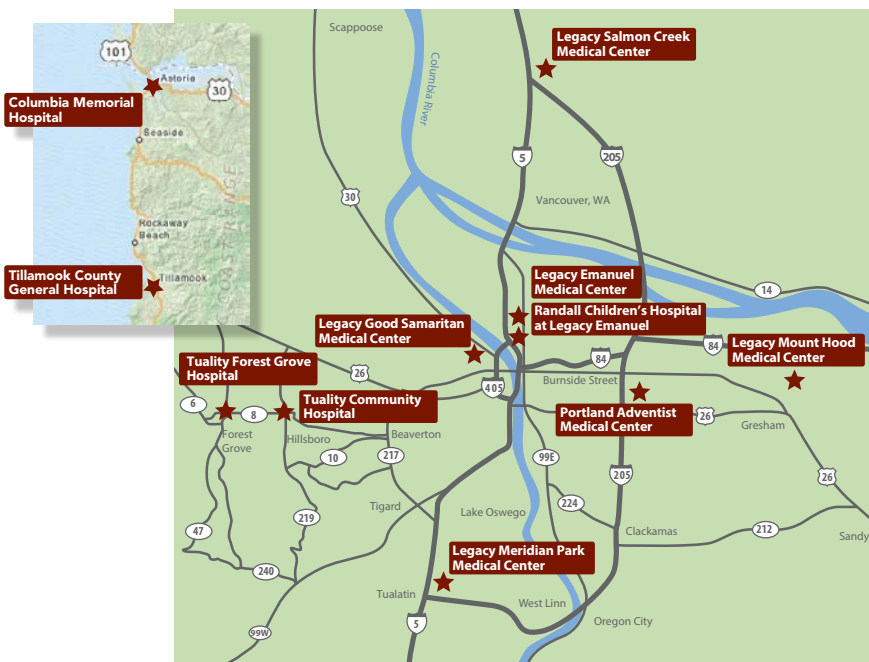 101
Astoria
30
Columbia Memorial
Hospital
Seaside
Rockaway
Beach
Tillamook County
General Hospital
Tillamook
COAST RANGE
Scappoose
Columbia River
Legacy Salmon Creek
Medical Center
5
205
30
Vancouver, WA
14
Legacy Emanuel
Medical Center
Randall Children's Hospital
at Legacy Emanuel
Legacy Good Samaritan
Medical Center
84
84
Legacy Mount Hood
Medical Center
Tuality Forest Grove
Hospital
26
405
Burnside Street
Tuality Community
Hospital
Portland Adventist
Medical Center
6
8
26
Gresham
Forest
Grove
Hillsboro
Beaverton
10
217
99E
205
26
Tigard
Lake Oswego
224
47
219
Clackamas
212
Sandy
Legacy Meridian Park
Medical Center
240
Tualatin
West Linn
Oregon City
5
99W